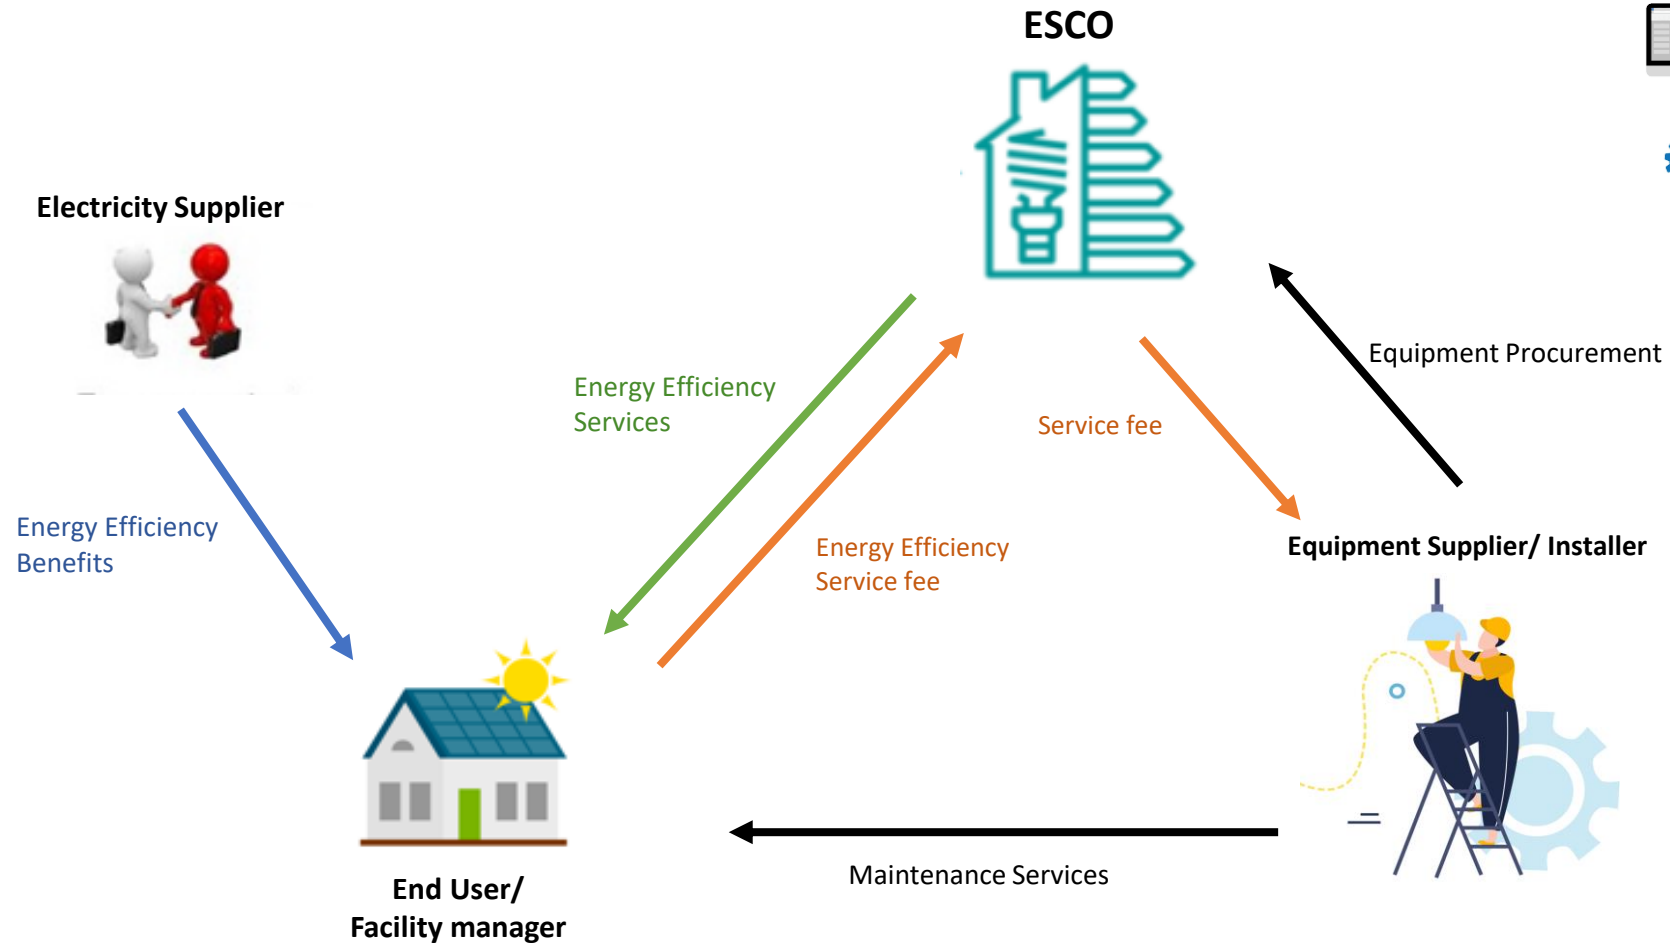 ESCO
Electricity Supplier
Equipment Procurement
Energy Efficiency
Services
Service fee
Energy Efficiency
Benefits
Energy Efficiency
Service fee
Equipment Supplier/ Installer
Maintenance Services
End User/
Facility manager